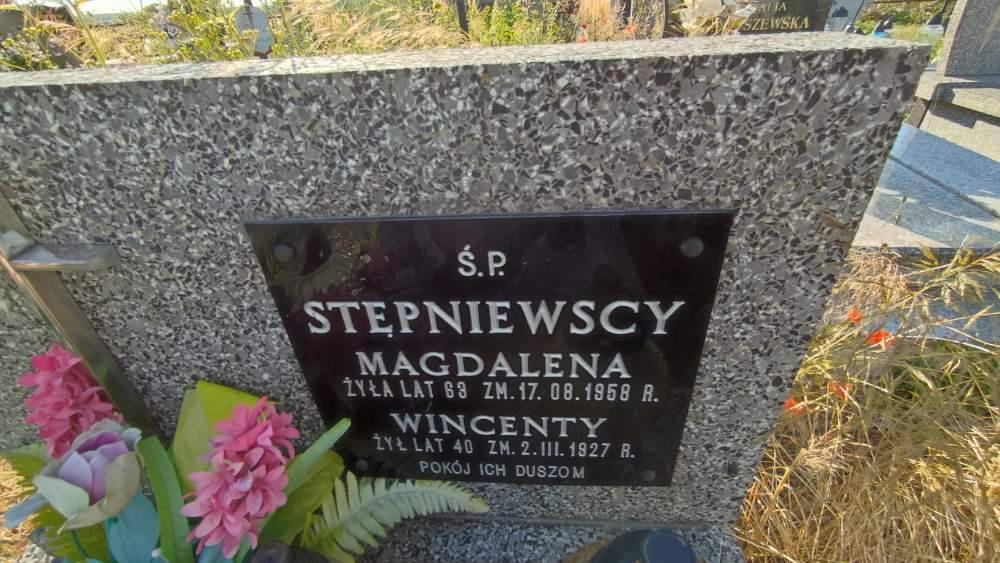 Ś.P.
STĘPNIEWSCY
MAGDALENA
ŻYŁA LAT 63 ZM. 17. 08. 1958 R.
WINCENTY
ŻYŁ LAT 40 ZM. 2. III. 1927 R.
POKÓJ ICH DUSZOM